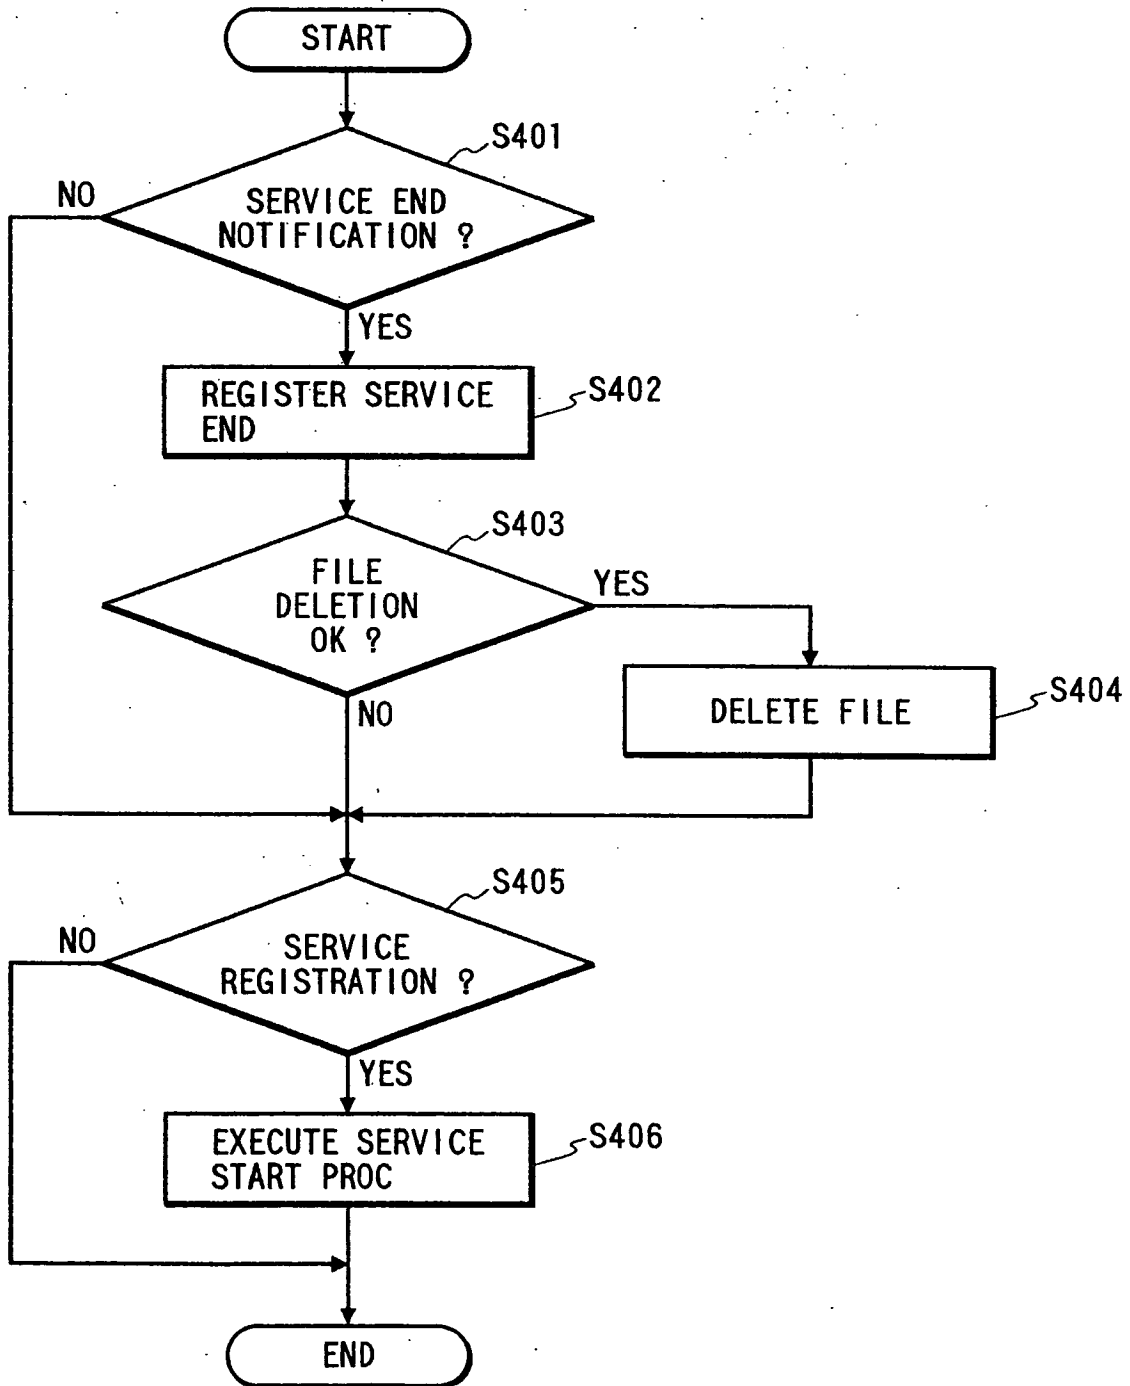 START
S401
NO
SERVICE END
NOTIFICATION ?
YES
REGISTER SERVICE
END
S402
S403
FILE
DELETION
OK ?
YES
NO
DELETE FILE
S404
S405
NO
SERVICE
REGISTRATION ?
YES
EXECUTE SERVICE
START PROC
S406
END